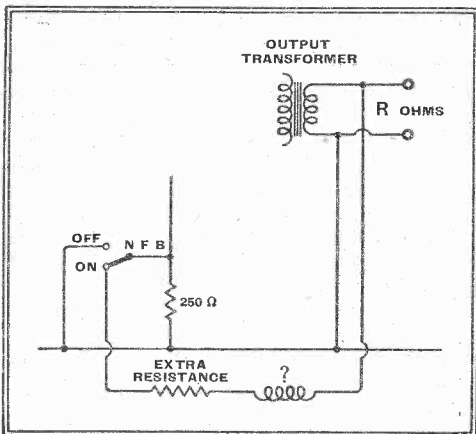 OUTPUT
TRANSFORMER
R OHMS
OFF
N F B
ON
250 Ω
EXTRA
RESISTANCE
?